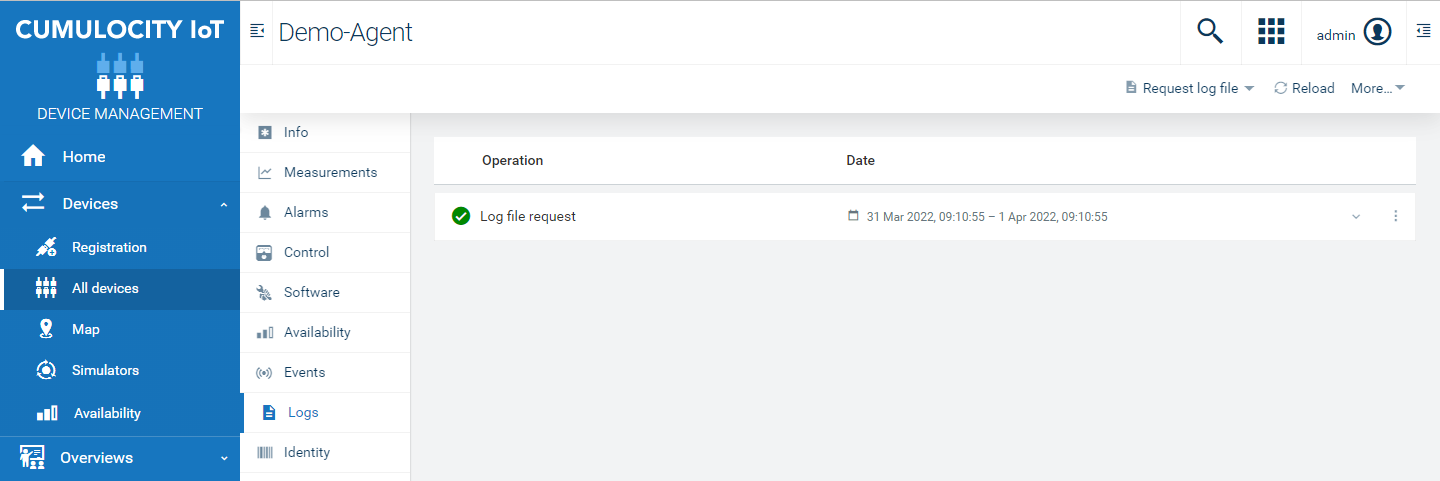 CUMULOCITY IoT
DEVICE MANAGEMENT
Home
Devices
Registration
All devices
Map
Simulators
Availability
Overviews
Demo-Agent
admin
Request log file
Reload
More...
Info
Measurements
Alarms
Control
Software
Availability
Events
Logs
Identity
Operation Date
Log file request 31 Mar 2022, 09:10:55 – 1 Apr 2022, 09:10:55